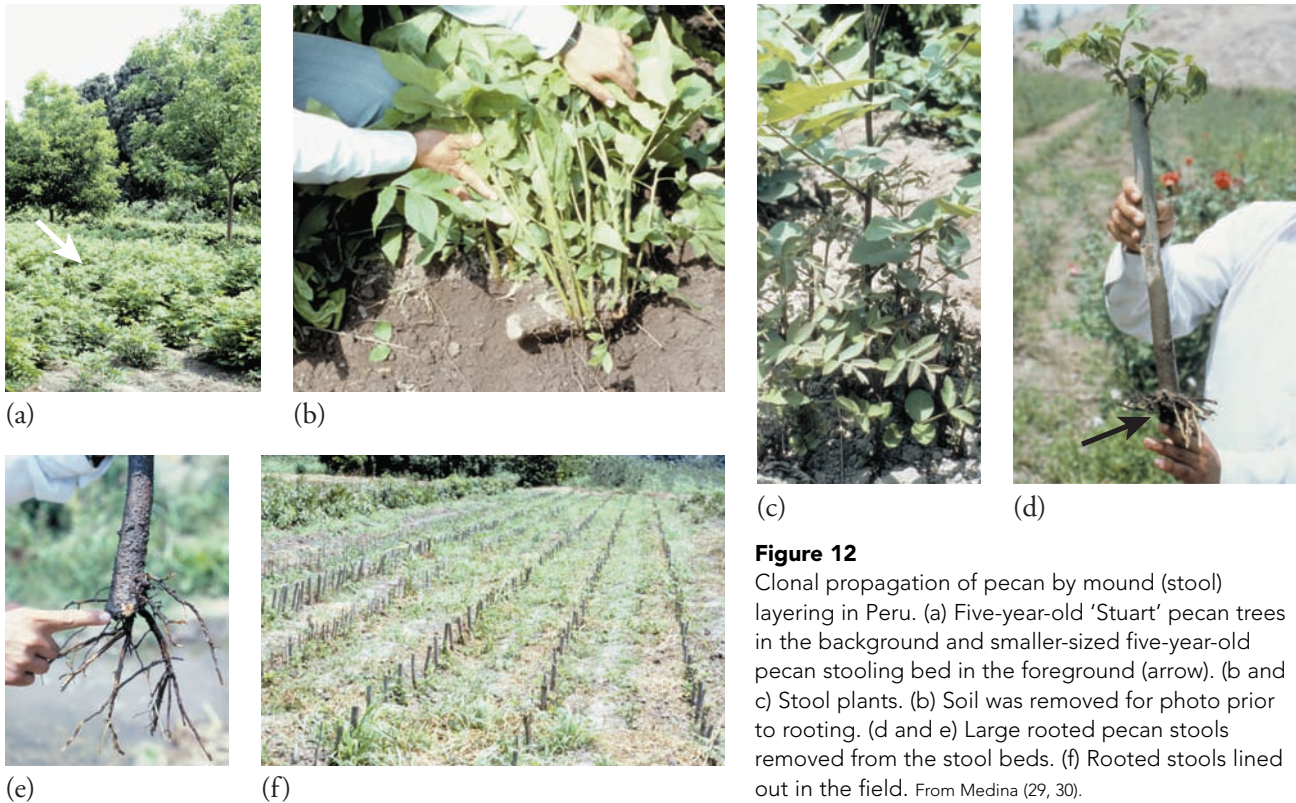 (a)
(b)
(c)
(d)
(e)
(f)
Figure 12
Clonal propagation of pecan by mound (stool)
layering in Peru. (a) Five-year-old ‘Stuart’ pecan trees
in the background and smaller-sized five-year-old
pecan stooling bed in the foreground (arrow). (b and
c) Stool plants. (b) Soil was removed for photo prior
to rooting. (d and e) Large rooted pecan stools
removed from the stool beds. (f) Rooted stools lined
out in the field. From Medina (29, 30).